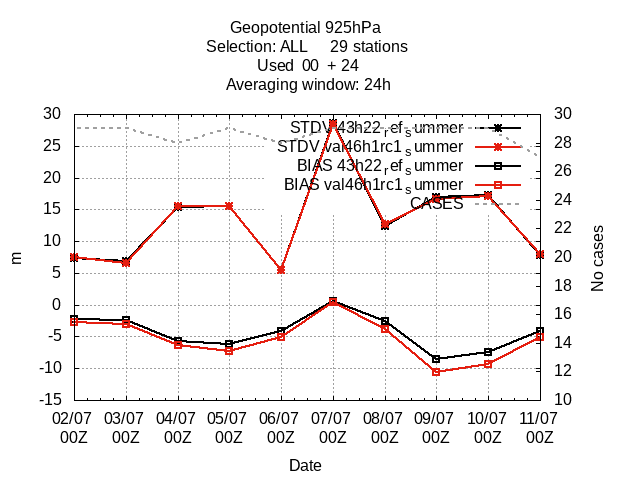 Geopotential 925hPa
Selection: ALL 29 stations
Used 00 + 24
Averaging window: 24h
30 30
STDV 43h22_ref_summer
28
25
STDV val46h1rc1_summer
26
20
BIAS 43h22_ref_summer
BIAS val46h1rc1_summer
24
15
CASES
22
10
20
5
18
0
16
-5
14
-10
12
-15 10
m
No cases
02/07 03/07 04/07 05/07 06/07 07/07 08/07 09/07 10/07 11/07
00Z 00Z 00Z 00Z 00Z 00Z 00Z 00Z 00Z 00Z
Date